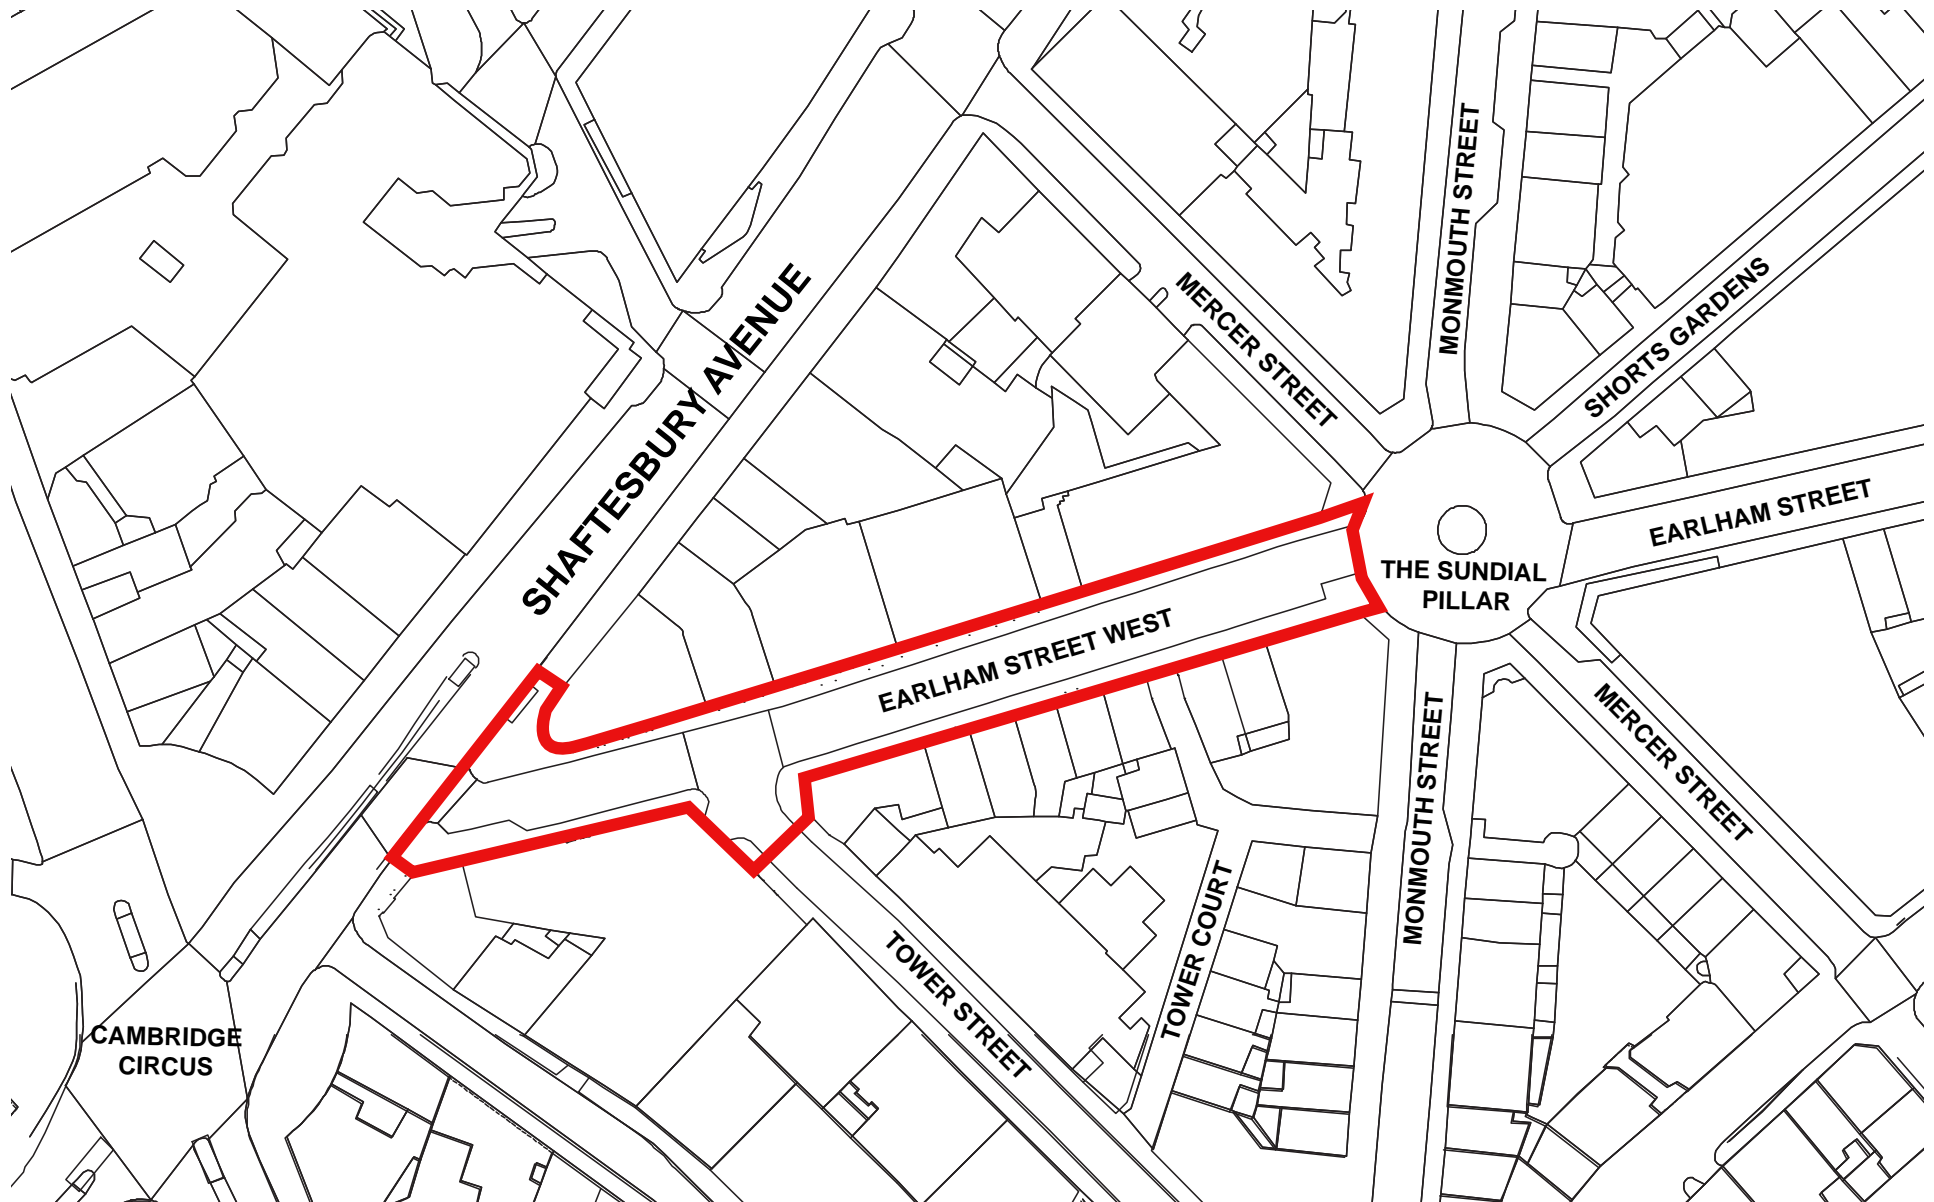 MONMOUTH STREET
SHAFTESBURY AVENUE
MERCER STREET
SHORTS GARDENS
EARLHAM STREET
THE SUNDIAL
PILLAR
EARLHAM STREET WEST
MONMOUTH STREET
MERCER STREET
TOWER COURT
TOWER STREET
CAMBRIDGE
CIRCUS